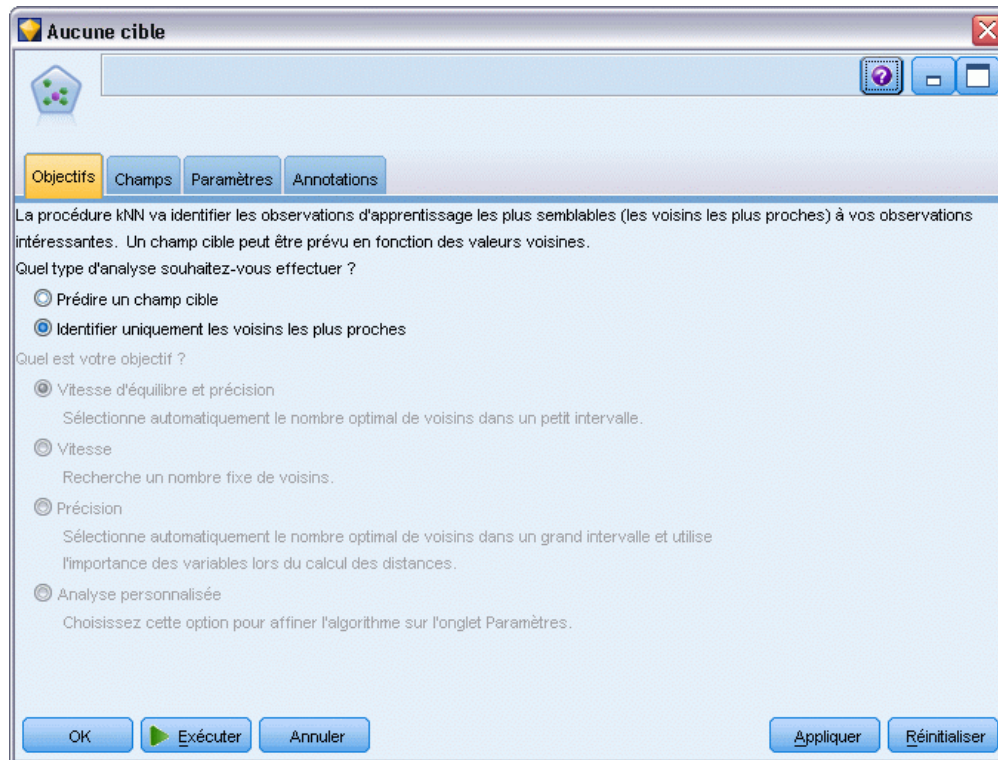 Aucune cible
Objectifs Champs Paramètres Annotations
La procédure kNN va identifier les observations d'apprentissage les plus semblables (les voisins les plus proches) à vos observations
intéressantes. Un champ cible peut être prévu en fonction des valeurs voisines.
Quel type d'analyse souhaitez-vous effectuer ?
Prédire un champ cible
Identifier uniquement les voisins les plus proches
Quel est votre objectif ?
Vitesse d'équilibre et précision
Sélectionne automatiquement le nombre optimal de voisins dans un petit intervalle.
Vitesse
Recherche un nombre fixe de voisins.
Précision
Sélectionne automatiquement le nombre optimal de voisins dans un grand intervalle et utilise
l'importance des variables lors du calcul des distances.
Analyse personnalisée
Choisissez cette option pour affiner l'algorithme sur l'onglet Paramètres.
OK Exécuter Annuler Appliquer Réinitialiser